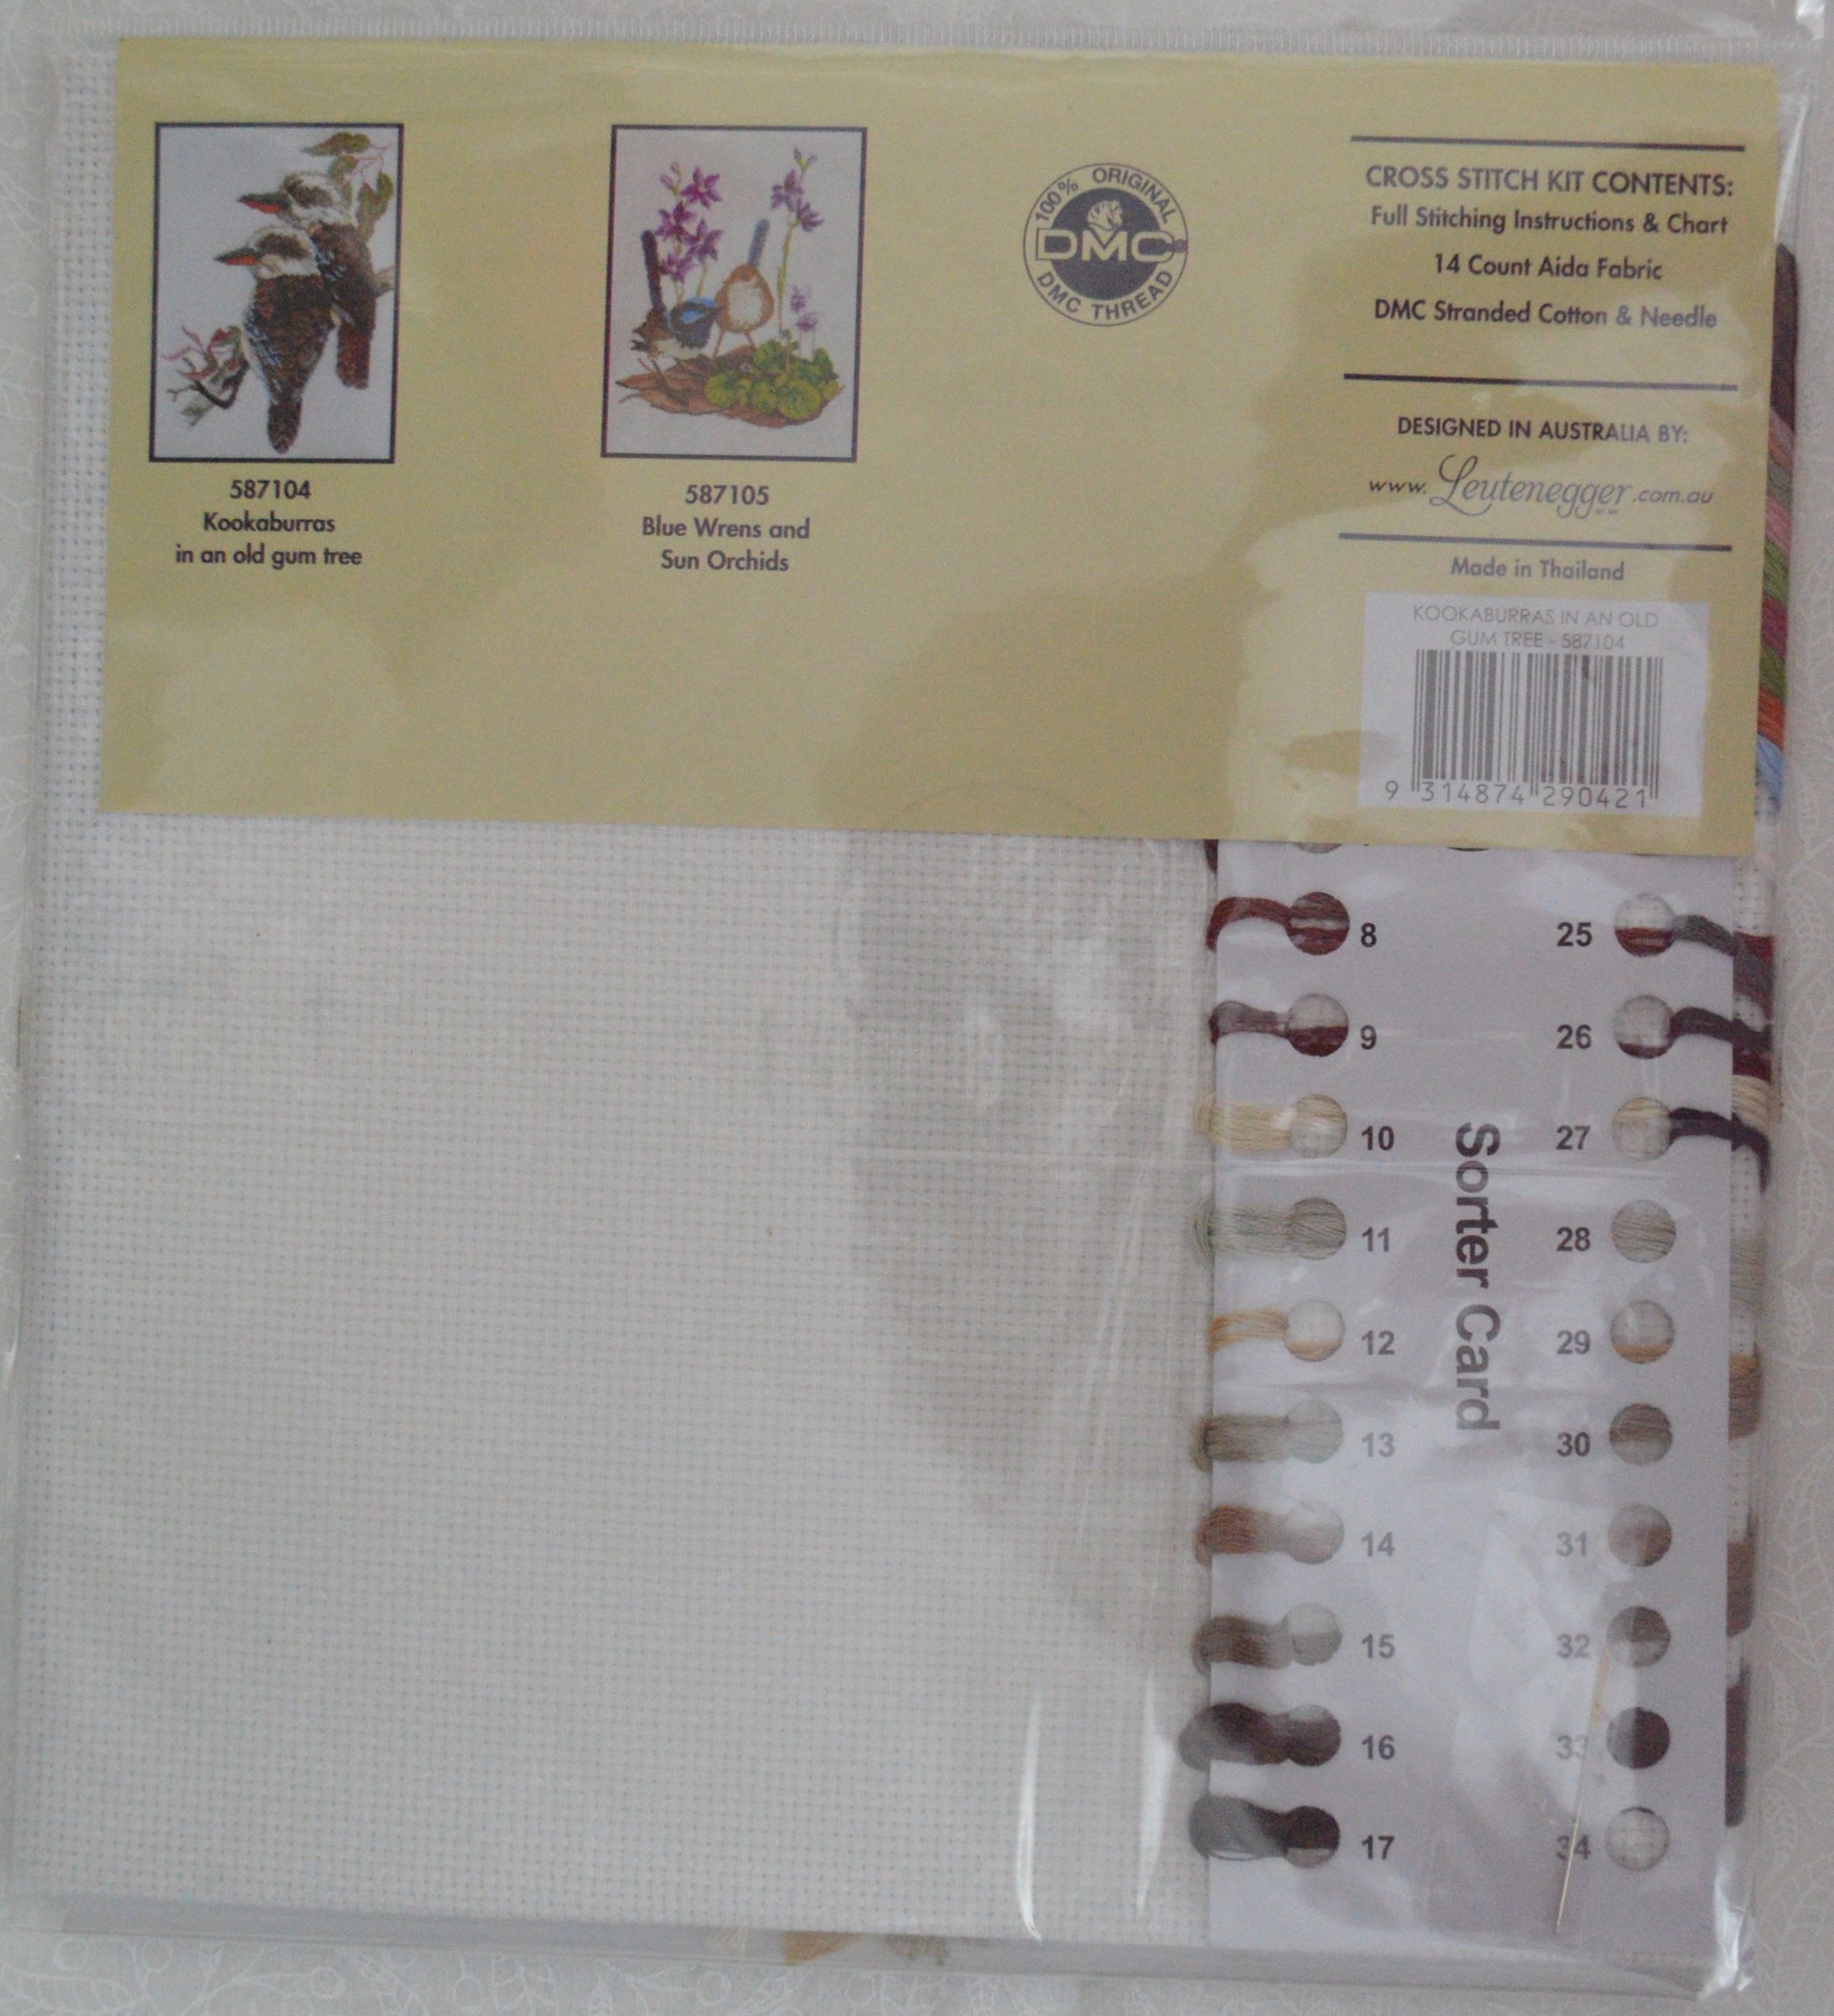 587104
Kookaburras
in an old gum tree
587105
Blue Wrens and
Sun Orchids
100% ORIGINAL
DMC
DMC THREAD
CROSS STITCH KIT CONTENTS:
Full Stitching Instructions & Chart
14 Count Aida Fabric
DMC Stranded Cotton & Needle
DESIGNED IN AUSTRALIA BY:
www.Leutenegger.com.au
Made in Thailand
KOOKABURRAS IN AN OLD
GUM TREE - 587104
9 314874 290421
8 25
9 26
10 27
11 28
12 29
13 30
14 31
15 32
16 33
17 34
Sorter Card